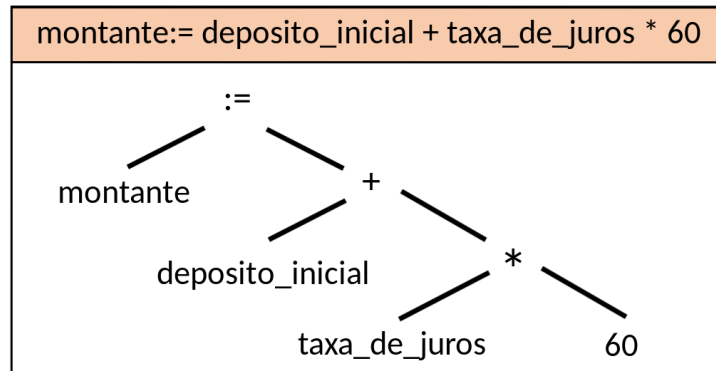 montante:= deposito_inicial + taxa_de_juros * 60
:=
montante
+
deposito_inicial
*
taxa_de_juros 60